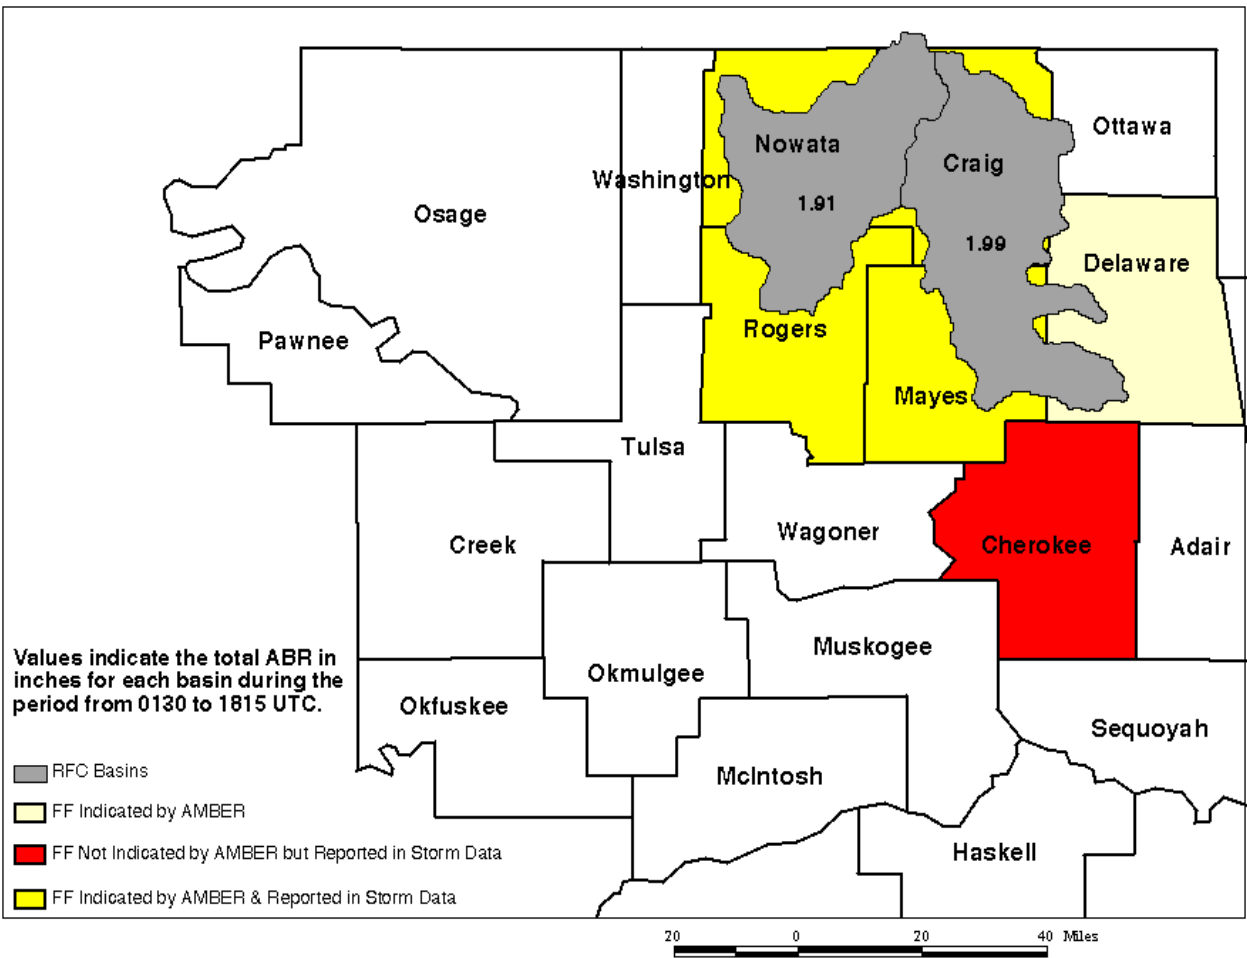 Ottawa
Nowata
Craig
Washington
1.91
Osage
1.99
Delaware
Rogers
Pawnee
Mayes
Tulsa
Wagoner
Creek
Cherokee
Adair
Muskogee
Values indicate the total ABR in
inches for each basin during the
period from 0130 to 1815 UTC.
Okmulgee
Okfuskee
Sequoyah
McIntosh
RFC Basins
FF Indicated by AMBER
FF Not Indicated by AMBER but Reported in Storm Data
Haskell
FF Indicated by AMBER & Reported in Storm Data
20 0 20 40 Miles